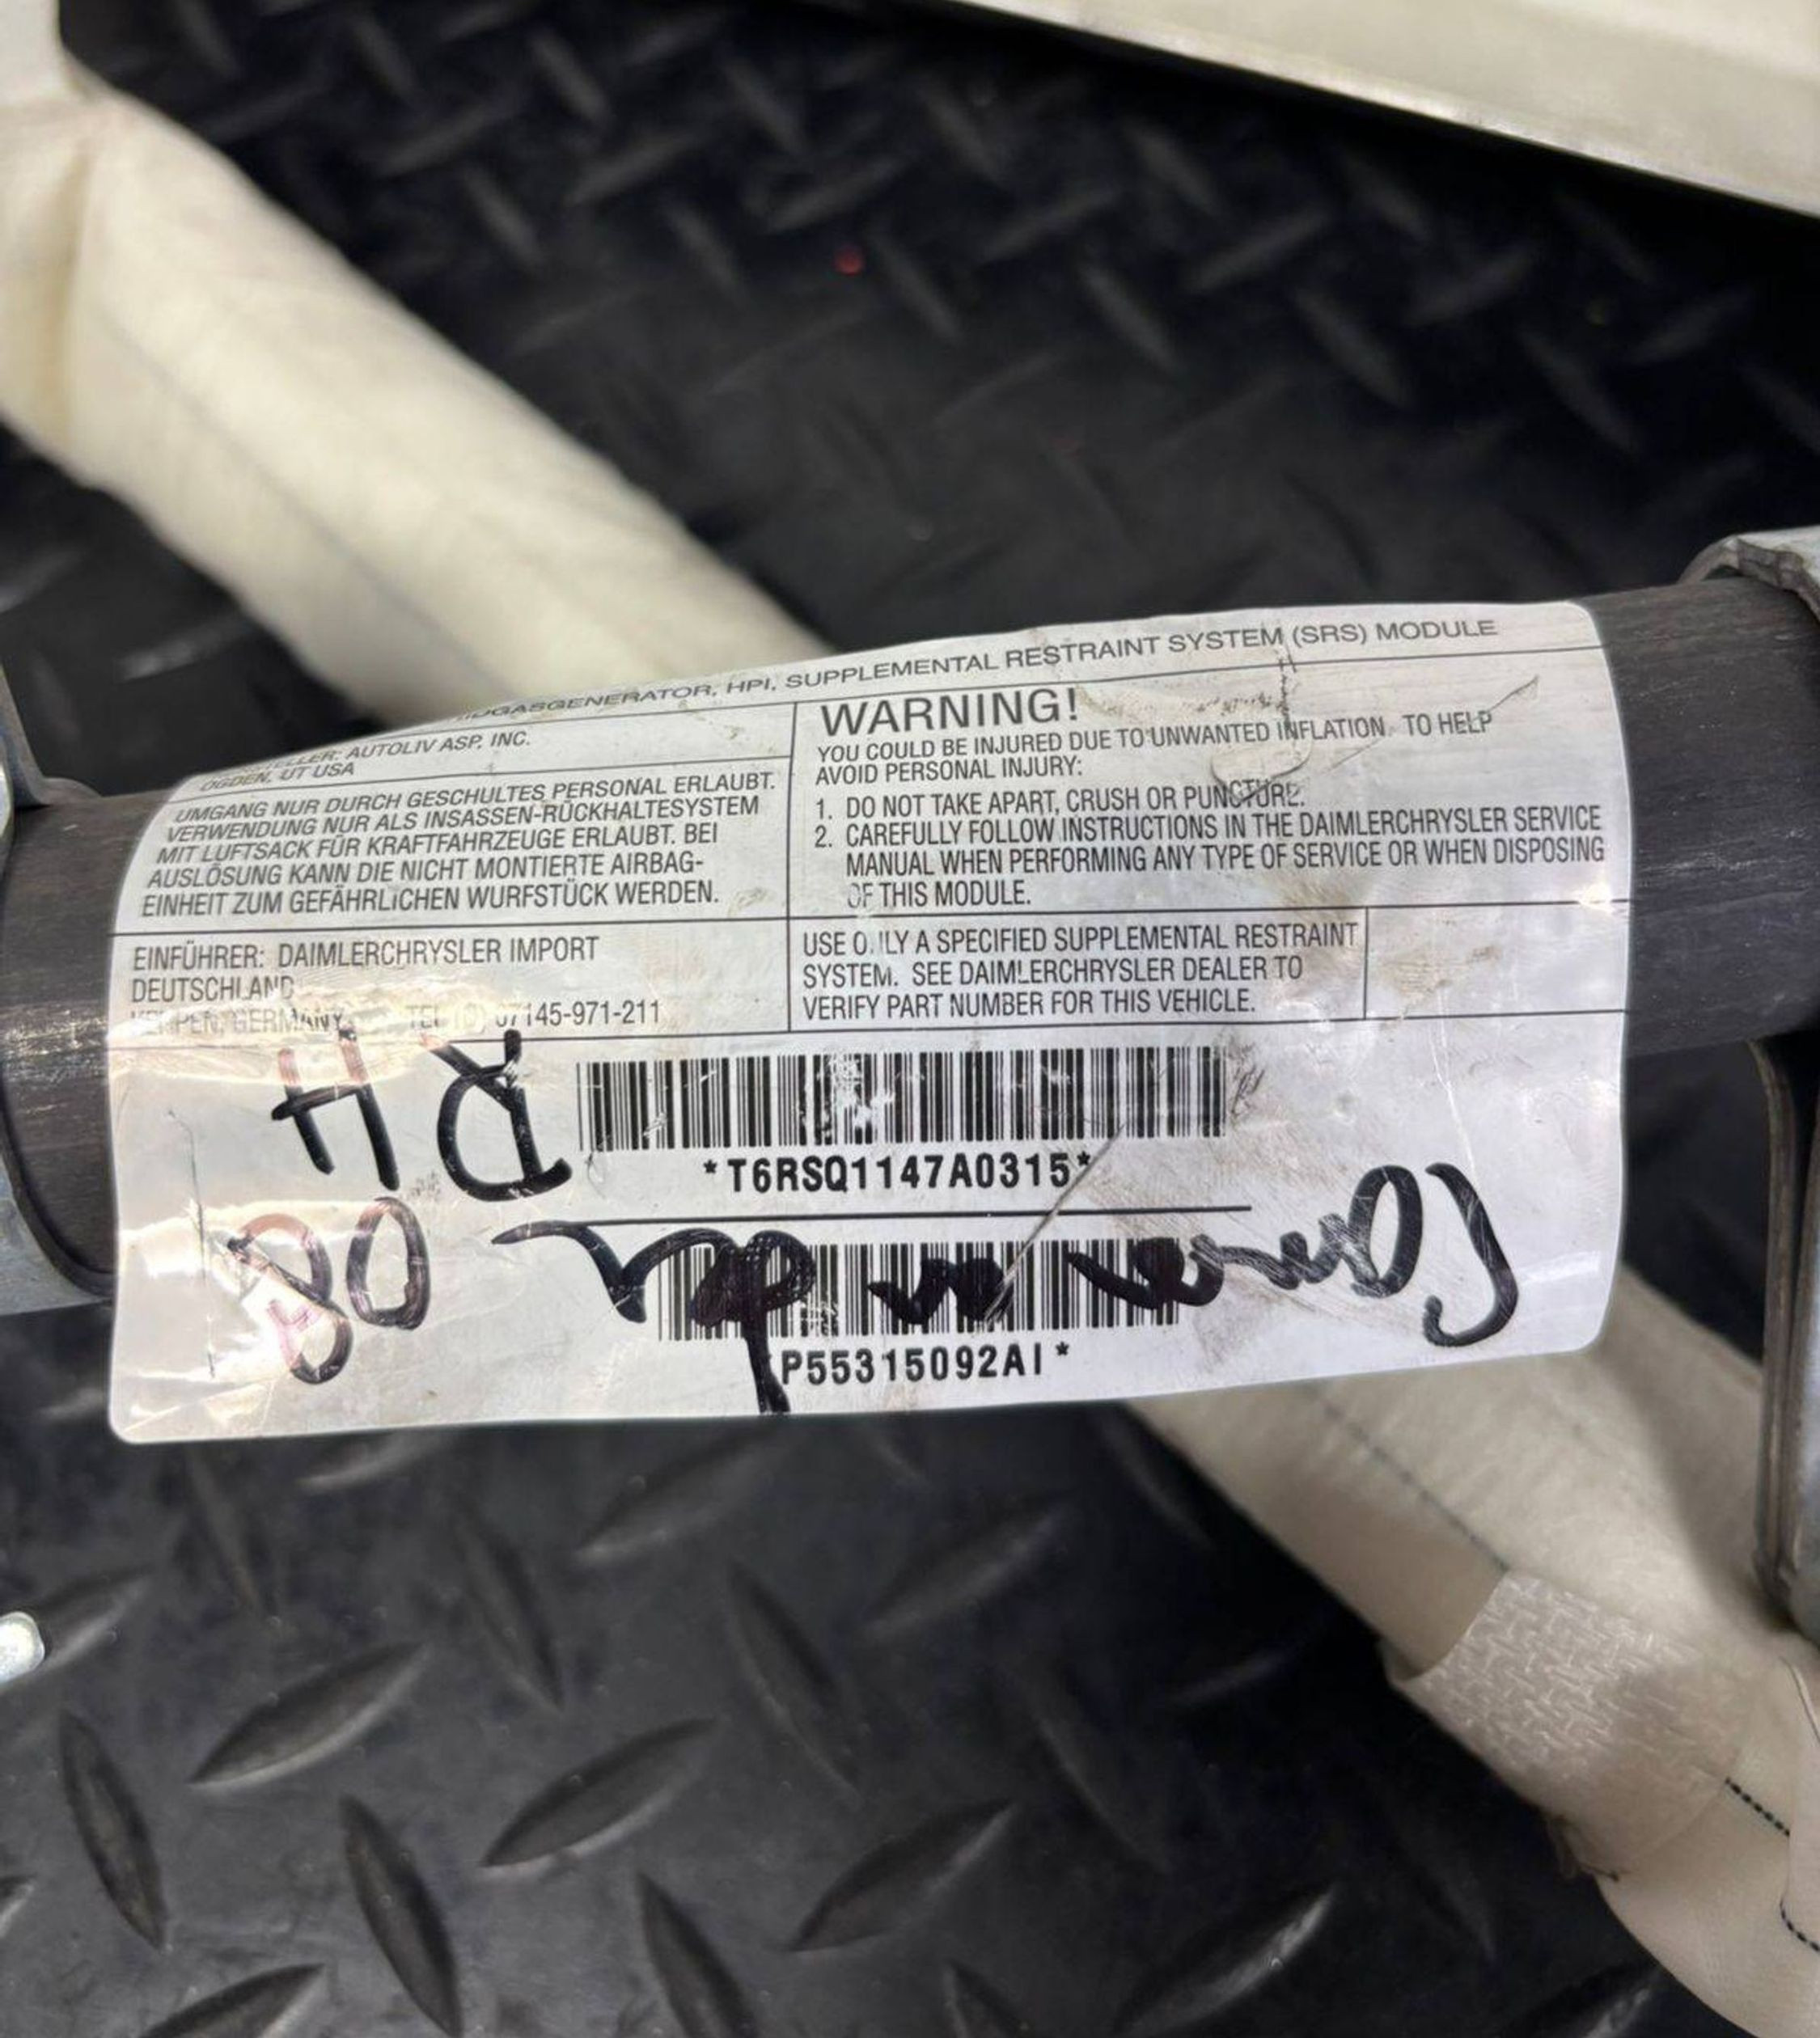 HPI, SUPPLEMENTAL RESTRAINT SYSTEM (SRS) MODULE
AUTOLIV ASP, INC.
OGDEN, UT USA
UMGANG NUR DURCH GESCHULTES PERSONAL ERLAUBT.
VERWENDUNG NUR ALS INSASSEN-RÜCKHALTESYSTEM
MIT LUFTSACK FÜR KRAFTFAHRZEUGE ERLAUBT. BEI
AUSLÖSUNG KANN DIE NICHT MONTIERTE AIRBAG-
EINHEIT ZUM GEFÄHRLICHEN WURFSTÜCK WERDEN.
WARNING!
YOU COULD BE INJURED DUE TO UNWANTED INFLATION. TO HELP
AVOID PERSONAL INJURY:
1. DO NOT TAKE APART, CRUSH OR PUNCTURE.
2. CAREFULLY FOLLOW INSTRUCTIONS IN THE DAIMLERCHRYSLER SERVICE
MANUAL WHEN PERFORMING ANY TYPE OF SERVICE OR WHEN DISPOSING
OF THIS MODULE.
EINFÜHRER: DAIMLERCHRYSLER IMPORT
DEUTSCHLAND
GERMANY 07145-971-211
USE ONLY A SPECIFIED SUPPLEMENTAL RESTRAINT
SYSTEM. SEE DAIMLERCHRYSLER DEALER TO
VERIFY PART NUMBER FOR THIS VEHICLE.
*T6RSQ1147A0315*
P55315092AI*
RH
08